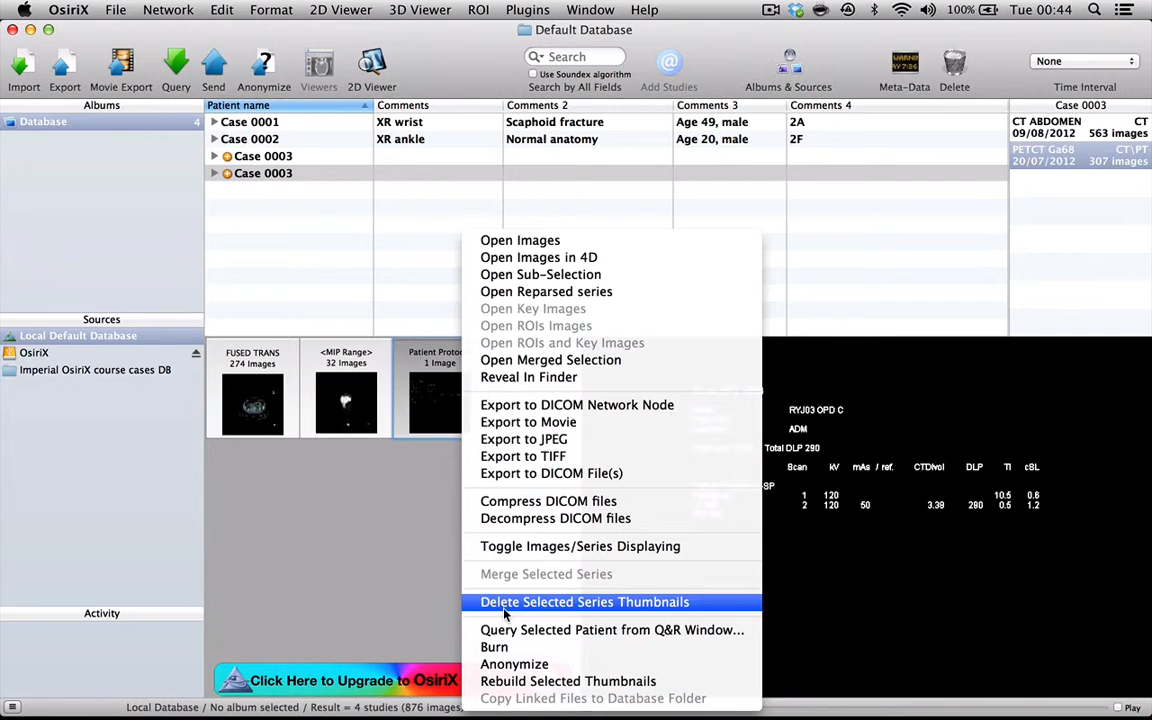 OsiriX File Network Edit Format 2D Viewer 3D Viewer ROI Plugins Window Help 100% Tue 00:44
Default Database
Search
Use Soundex algorithm
None
Import Export Movie Export Query Send Anonymize Viewers 2D Viewer Search by All Fields Add Studies Albums & Sources Meta-Data Delete Time Interval
Albums Patient name Comments Comments 2 Comments 3 Comments 4 Case 0003
Database 4
Case 0001 XR wrist Scaphoid fracture Age 49, male 2A
Case 0002 XR ankle Normal anatomy Age 20, male 2F
Case 0003
Case 0003
CT ABDOMEN CT
09/08/2012 563 images
PETCT Ga68 CT\PT
20/07/2012 307 images
Open Images
Open Images in 4D
Open Sub-Selection
Open Reparsed series
Open Key Images
Open ROIs Images
Open ROIs and Key Images
Open Merged Selection
Reveal In Finder
Export to DICOM Network Node
Export to Movie
Export to JPEG
Export to TIFF
Export to DICOM File(s)
Compress DICOM files
Decompress DICOM files
Toggle Images/Series Displaying
Merge Selected Series
Delete Selected Series Thumbnails
Query Selected Patient from Q&R Window...
Burn
Anonymize
Rebuild Selected Thumbnails
Copy Linked Files to Database Folder
Sources
Local Default Database
OsiriX
Imperial OsiriX course cases DB
FUSED TRANS
274 Images
<MIP Range>
32 Images
Patient Protoc
1 Image
RYJ03 OPD C
ADM
Total DLP 290
Scan kV mAs / ref. CTDIvol DLP TI cSL
SP
1 120 10.5 0.6
2 120 50 3.39 280 0.5 1.2
Activity
Click Here to Upgrade to OsiriX
Local Database / No album selected / Result = 4 studies (876 images)
Play